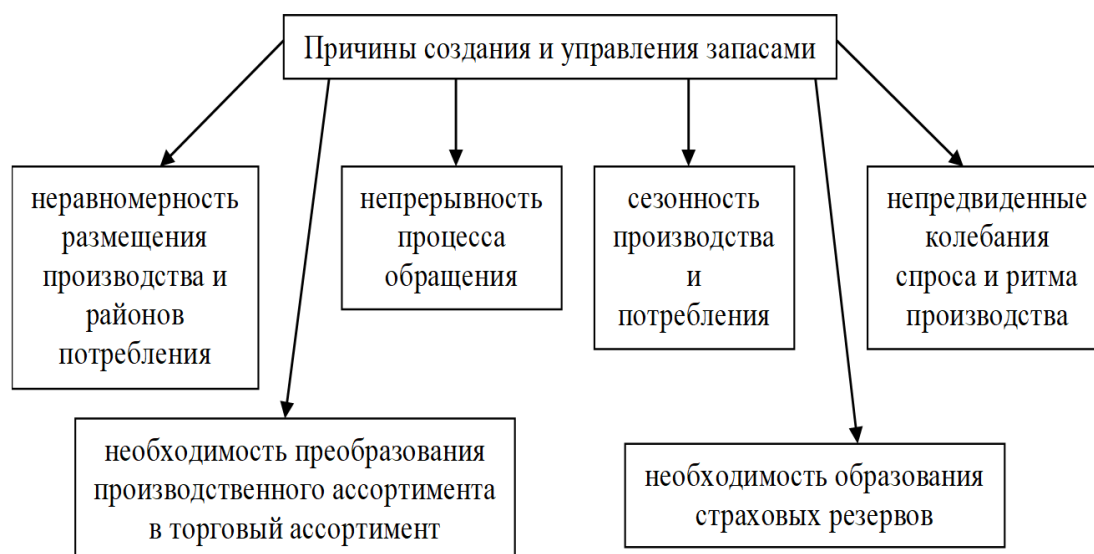 Причины создания и управления запасами
неравномерность
размещения
производства и
районов
потребления
непрерывность
процесса
обращения
сезонность
производства
и
потребления
непредвиденные
колебания
спроса и ритма
производства
необходимость преобразования
производственного ассортимента
в торговый ассортимент
необходимость образования
страховых резервов